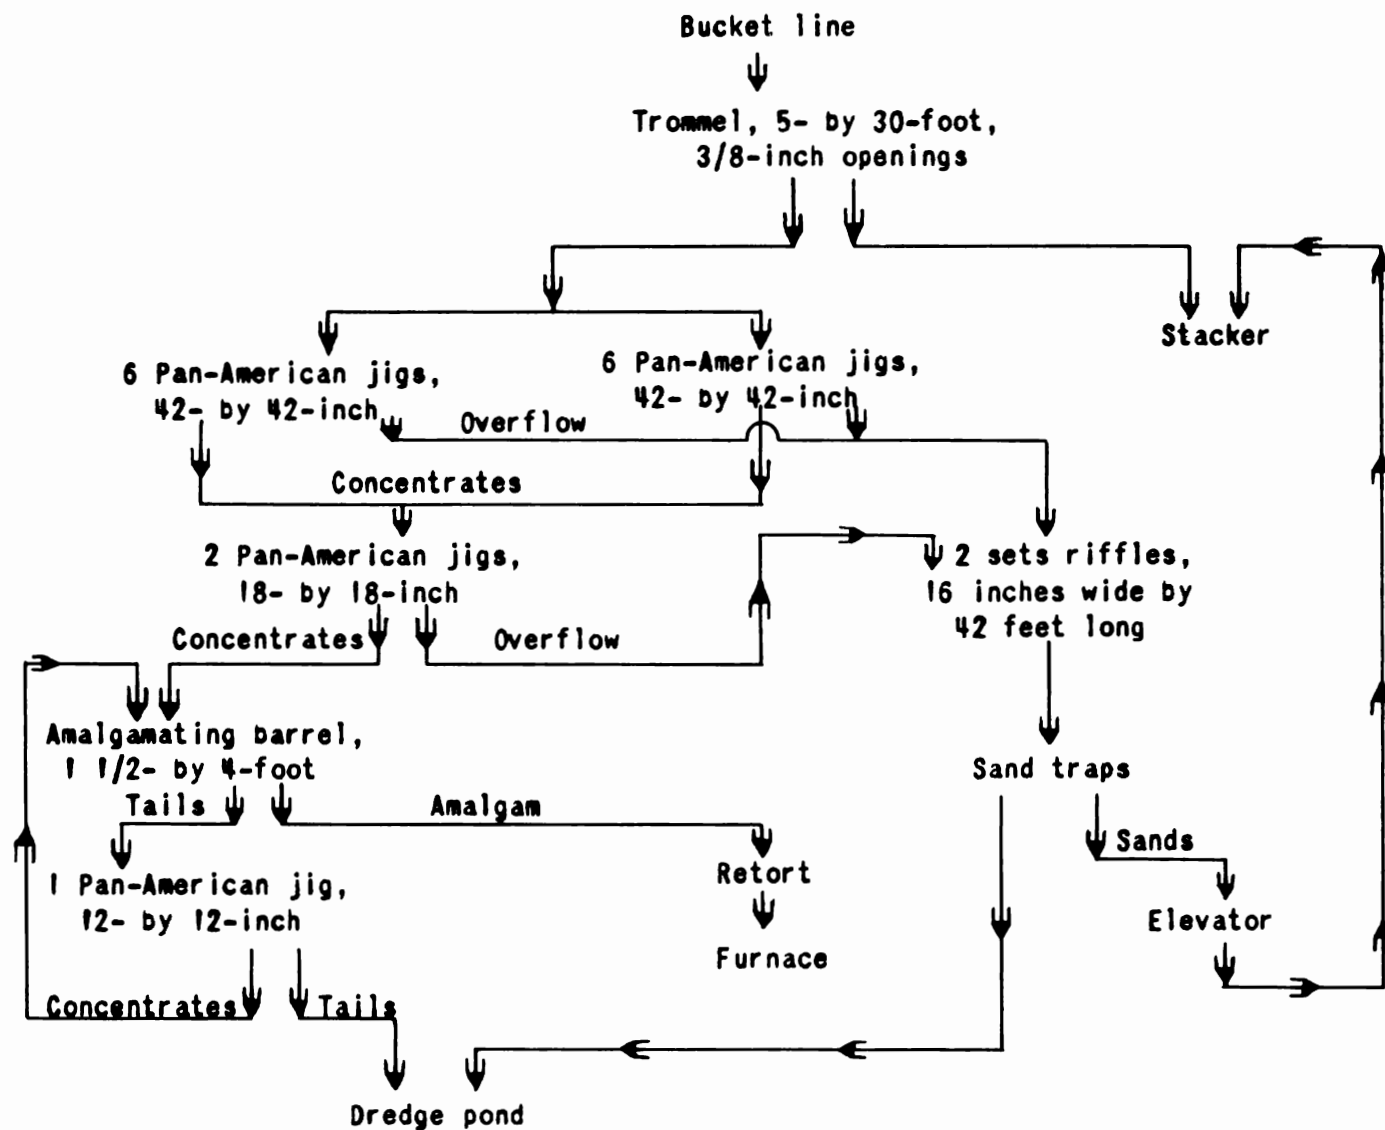 Bucket line
Trommel, 5- by 30-foot,
3/8-inch openings
Stacker
6 Pan-American jigs,
42- by 42-inch
6 Pan-American jigs,
42- by 42-inch
Overflow
Concentrates
2 Pan-American jigs,
18- by 18-inch
2 sets riffles,
16 inches wide by
42 feet long
Concentrates
Overflow
Amalgamating barrel,
1 1/2- by 4-foot
Sand traps
Tails
Amalgam
Sands
Retort
1 Pan-American jig,
12- by 12-inch
Elevator
Furnace
Concentrates
Tails
Dredge pond